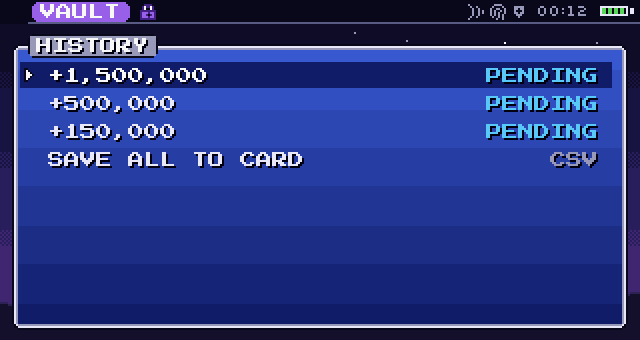 VAULT 00:12
HISTORY
+1,500,000 PENDING
+500,000 PENDING
+150,000 PENDING
SAVE ALL TO CARD CSV